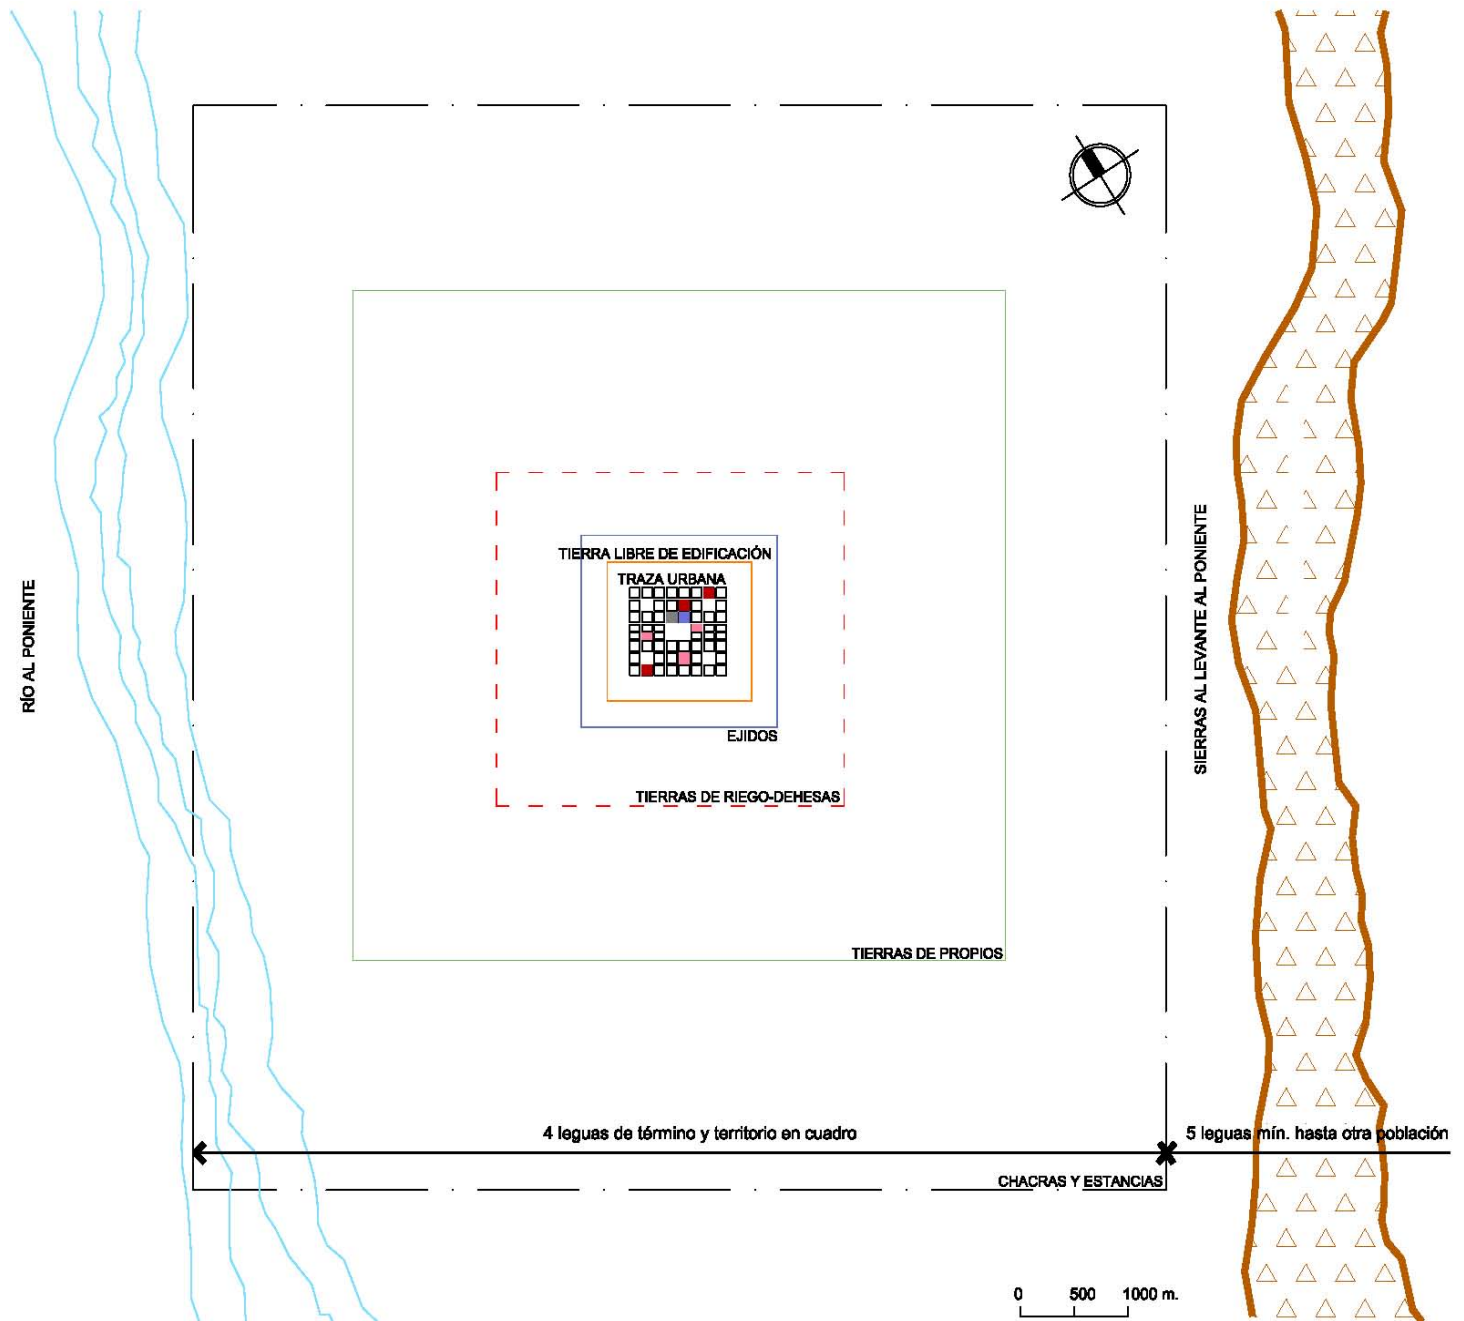 TIERRA LIBRE DE EDIFICACIÓN
TRAZA URBANA
RÍO AL PONIENTE
SIERRAS AL LEVANTE AL PONIENTE
EJIDOS
TIERRAS DE RIEGO-DEHESAS
TIERRAS DE PROPIOS
4 leguas de término y territorio en cuadro
5 leguas mín. hasta otra población
CHACRAS Y ESTANCIAS
0 500 1000 m.